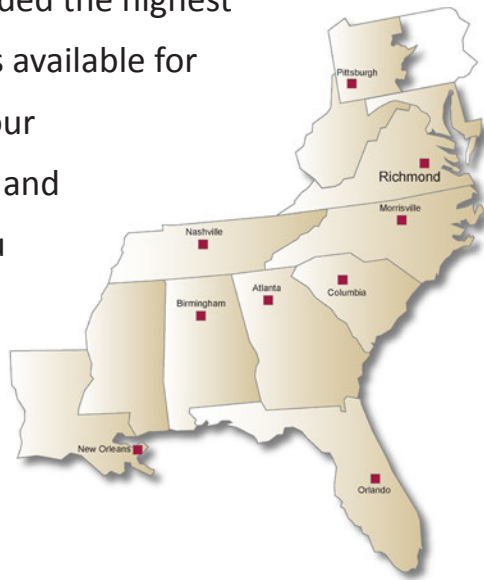 ded the highest
s available for
our
and
Pittsburgh
Richmond
Morrisville
Nashville
Atlanta
Columbia
Birmingham
New Orleans
Orlando